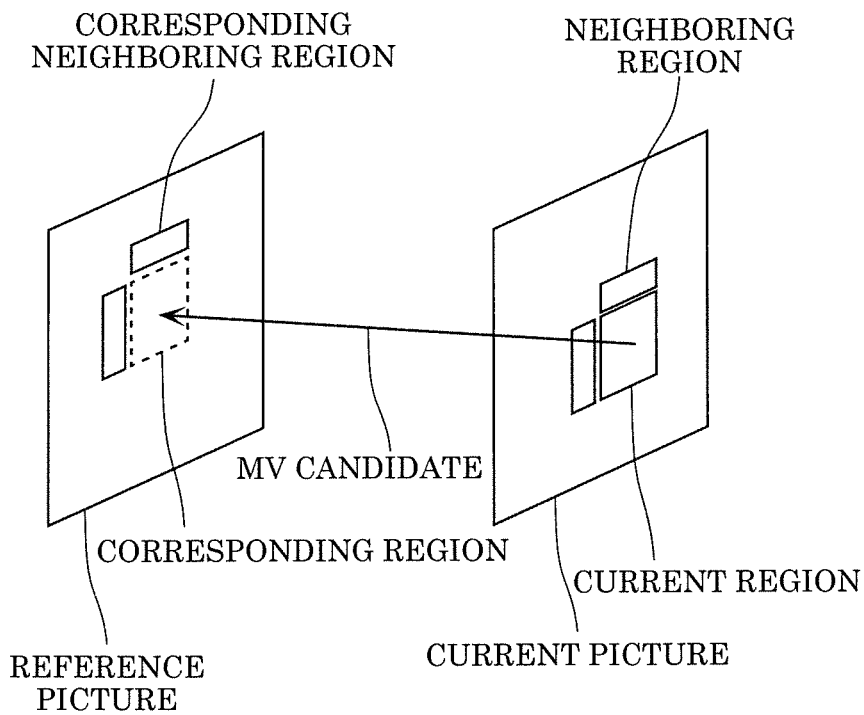 CORRESPONDING
NEIGHBORING REGION
NEIGHBORING
REGION
MV CANDIDATE
CORRESPONDING REGION
CURRENT REGION
REFERENCE
PICTURE
CURRENT PICTURE